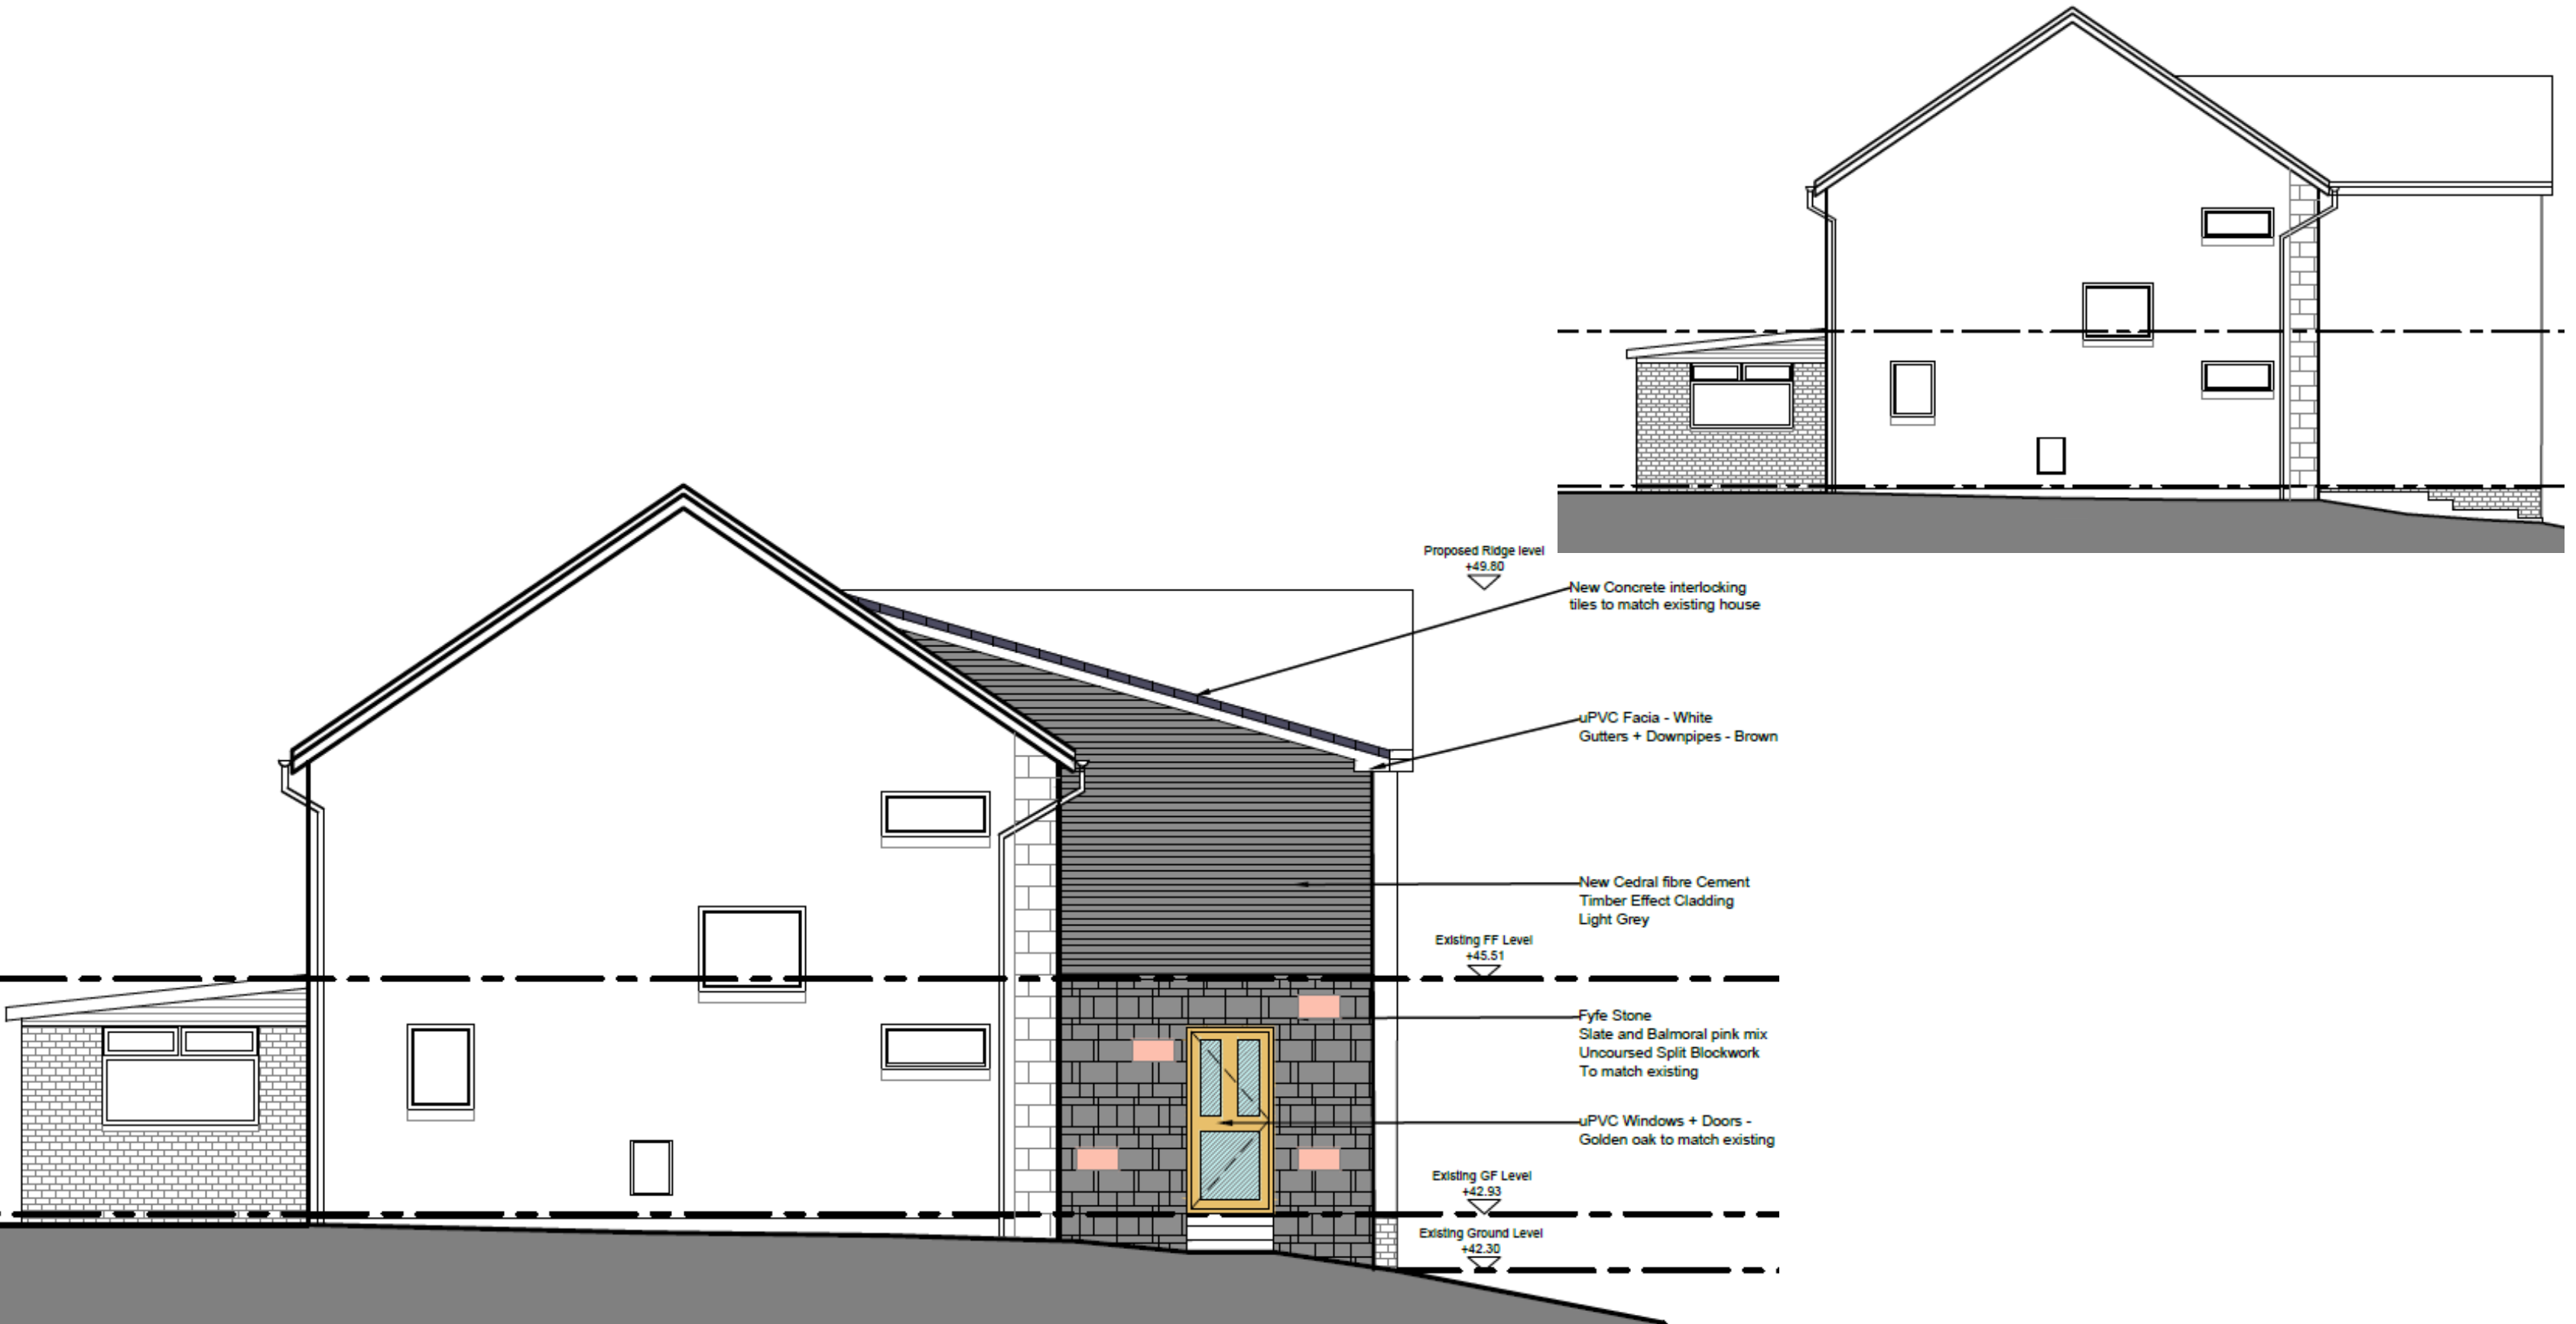 Proposed Ridge level
+49.80
New Concrete interlocking
tiles to match existing house
uPVC Facia - White
Gutters + Downpipes - Brown
New Cedral fibre Cement
Timber Effect Cladding
Light Grey
Existing FF Level
+45.51
Fyfe Stone
Slate and Balmoral pink mix
Uncoursed Split Blockwork
To match existing
uPVC Windows + Doors -
Golden oak to match existing
Existing GF Level
+42.93
Existing Ground Level
+42.30